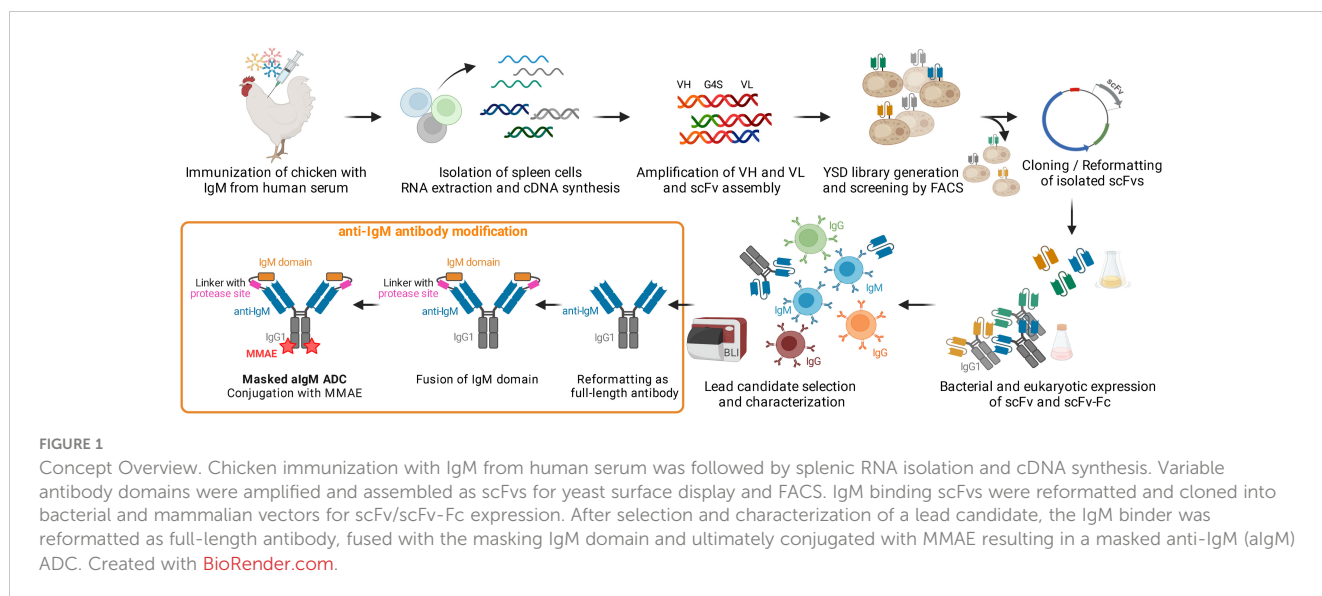 Immunization of chicken with
IgM from human serum
Isolation of spleen cells
RNA extraction and cDNA synthesis
VH G4S VL
Amplification of VH and VL
and scFv assembly
YSD library generation
and screening by FACS
scFv
Cloning / Reformatting
of isolated scFvs
IgG1
Bacterial and eukaryotic expression
of scFv and scFv-Fc
IgG
IgM
IgM
IgG
IgG
BLI
Lead candidate selection
and characterization
anti-IgM antibody modification
anti-IgM
IgG1
Reformatting as
full-length antibody
IgM domain
Linker with
protease site
anti-IgM
IgG1
Fusion of IgM domain
IgM domain
Linker with
protease site
anti-IgM
IgG1
MMAE
Masked aIgM ADC
Conjugation with MMAE
FIGURE 1
Concept Overview. Chicken immunization with IgM from human serum was followed by splenic RNA isolation and cDNA synthesis. Variable
antibody domains were amplified and assembled as scFvs for yeast surface display and FACS. IgM binding scFvs were reformatted and cloned into
bacterial and mammalian vectors for scFv/scFv-Fc expression. After selection and characterization of a lead candidate, the IgM binder was
reformatted as full-length antibody, fused with the masking IgM domain and ultimately conjugated with MMAE resulting in a masked anti-IgM (aIgM)
ADC. Created with BioRender.com.